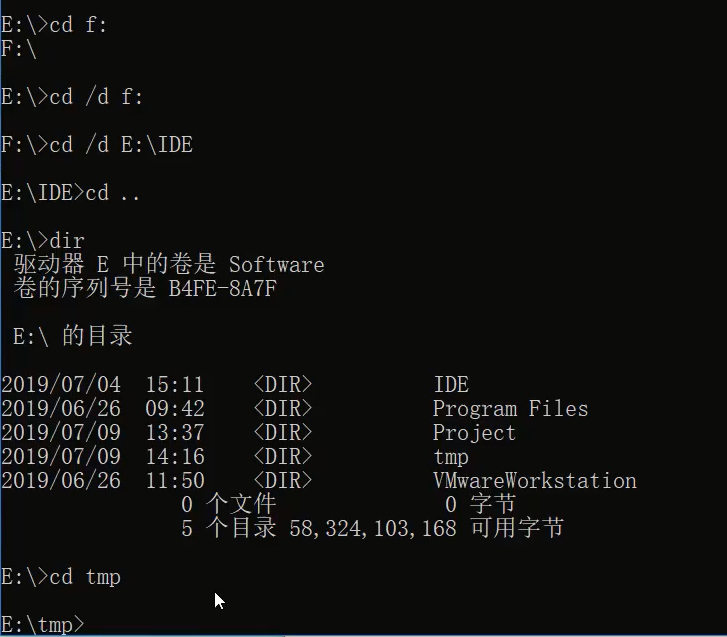 E:\>cd f:
F:\
E:\>cd /d f:
F:\>cd /d E:\IDE
E:\IDE>cd ..
E:\>dir
驱动器 E 中的卷是 Software
卷的序列号是 B4FE-8A7F
E:\ 的目录
2019/07/04  15:11    <DIR>          IDE
2019/06/26  09:42    <DIR>          Program Files
2019/07/09  13:37    <DIR>          Project
2019/07/09  14:16    <DIR>          tmp
2019/06/26  11:50    <DIR>          VMwareWorkstation
0 个文件              0 字节
5 个目录 58,324,103,168 可用字节
E:\>cd tmp
E:\tmp>